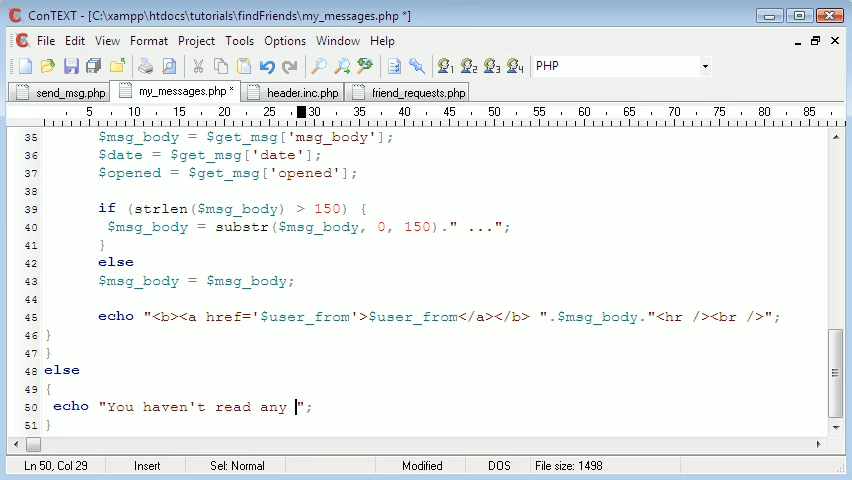 ConTEXT - [C:\xampp\htdocs\tutorials\findFriends\my_messages.php *]
File Edit View Format Project Tools Options Window Help
1 2 3 4 PHP
send_msg.php my_messages.php * header.inc.php friend_requests.php
5 10 15 20 25 30 35 40 45 50 55 60 65 70 75 80 85
35 $msg_body = $get_msg['msg_body'];
36 $date = $get_msg['date'];
37 $opened = $get_msg['opened'];
38
39 if (strlen($msg_body) > 150) {
40 $msg_body = substr($msg_body, 0, 150)." ...";
41 }
42 else
43 $msg_body = $msg_body;
44
45 echo "<b><a href='$user_from'>$user_from</a></b> ".$msg_body."<hr /><br />";
46 }
47 }
48 else
49 {
50 echo "You haven't read any ";
51 }
Ln 50, Col 29 Insert Sel: Normal Modified DOS File size: 1498